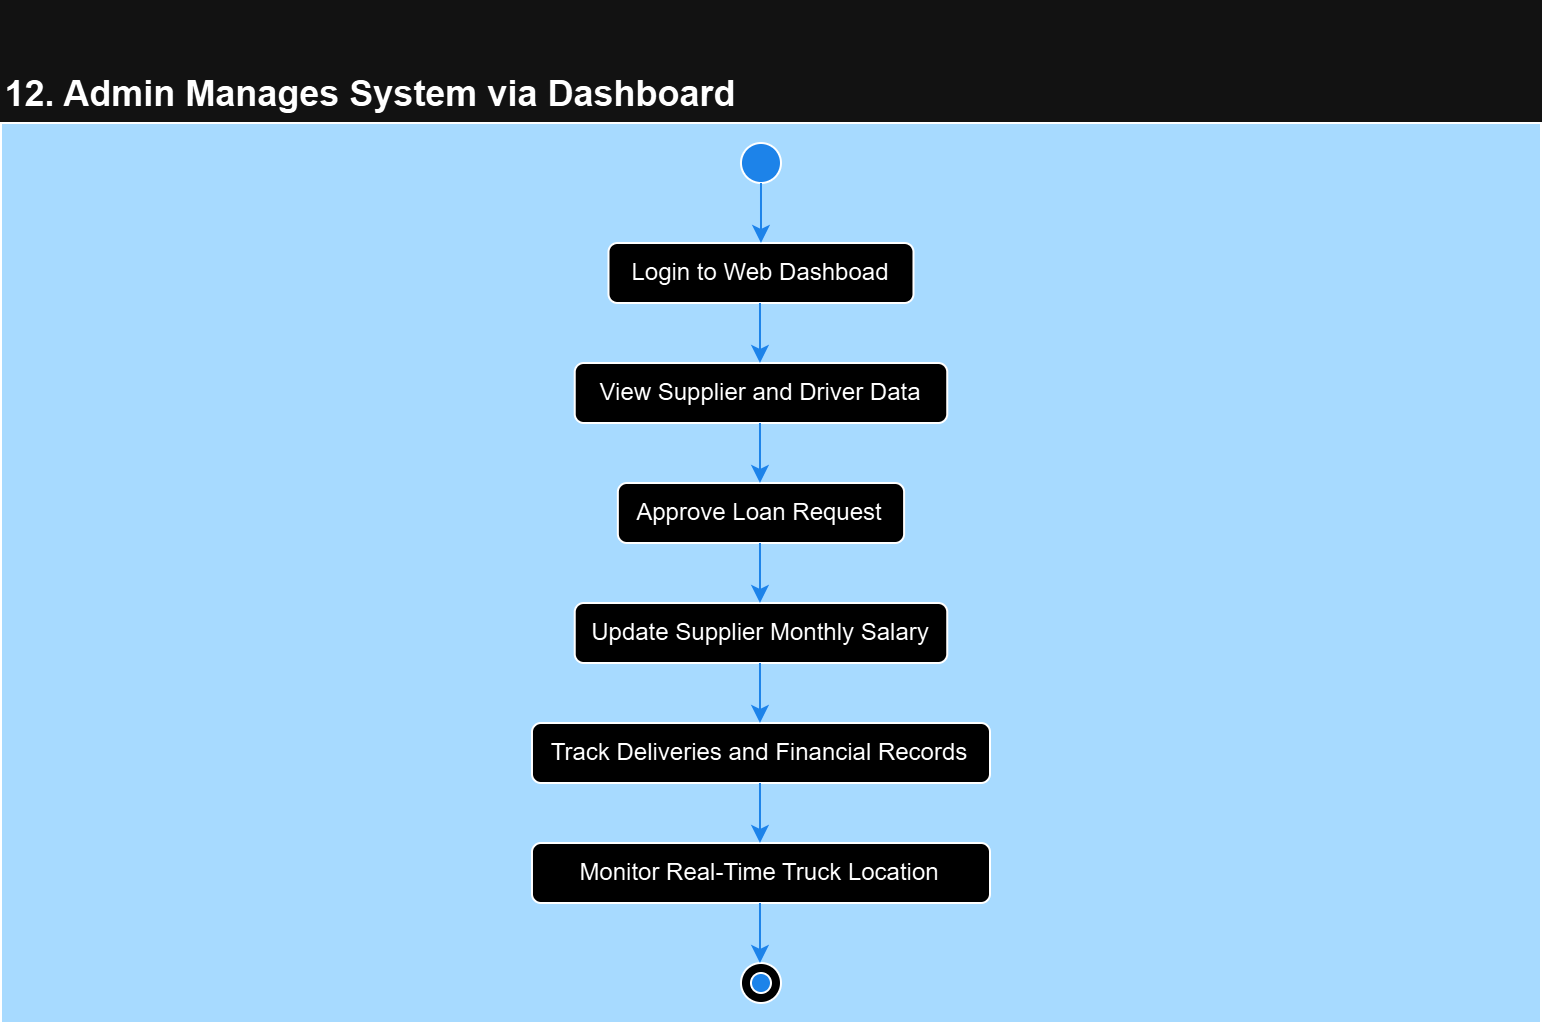 12. Admin Manages System via Dashboard
Login to Web Dashboad
View Supplier and Driver Data
Approve Loan Request
Update Supplier Monthly Salary
Track Deliveries and Financial Records
Monitor Real-Time Truck Location